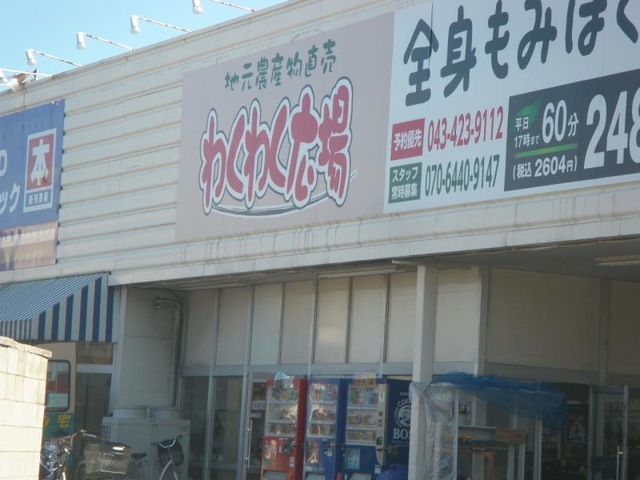 本
ック
地元農産物直売
わくわく広場
全身もみほぐ
予約優先 043-423-9112
スタッフ
常時募集 070-6440-9147
平日
17時まで 60分 248
(税込 2604円)
BOSS
モ